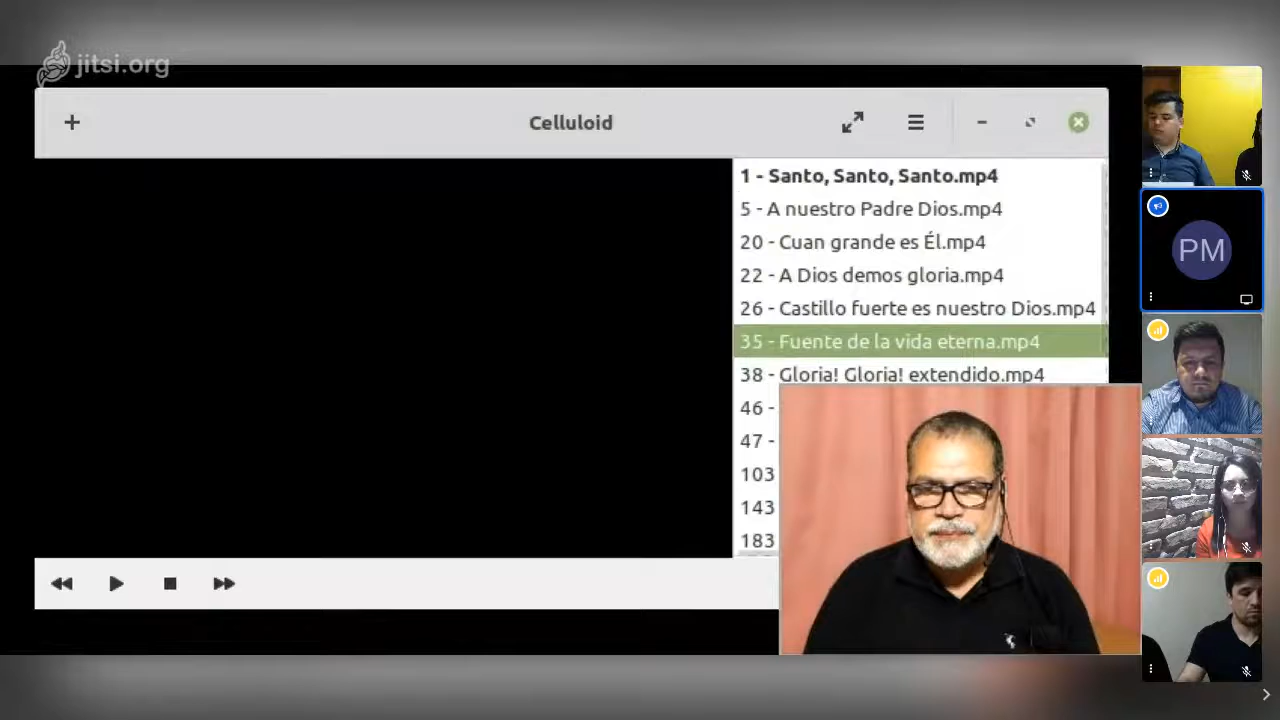 jitsi.org
Celluloid
1 - Santo, Santo, Santo.mp4
5 - A nuestro Padre Dios.mp4
20 - Cuan grande es Él.mp4
22 - A Dios demos gloria.mp4
26 - Castillo fuerte es nuestro Dios.mp4
35 - Fuente de la vida eterna.mp4
38 - Gloria! Gloria! extendido.mp4
46 -
47 -
103
143
183
PM